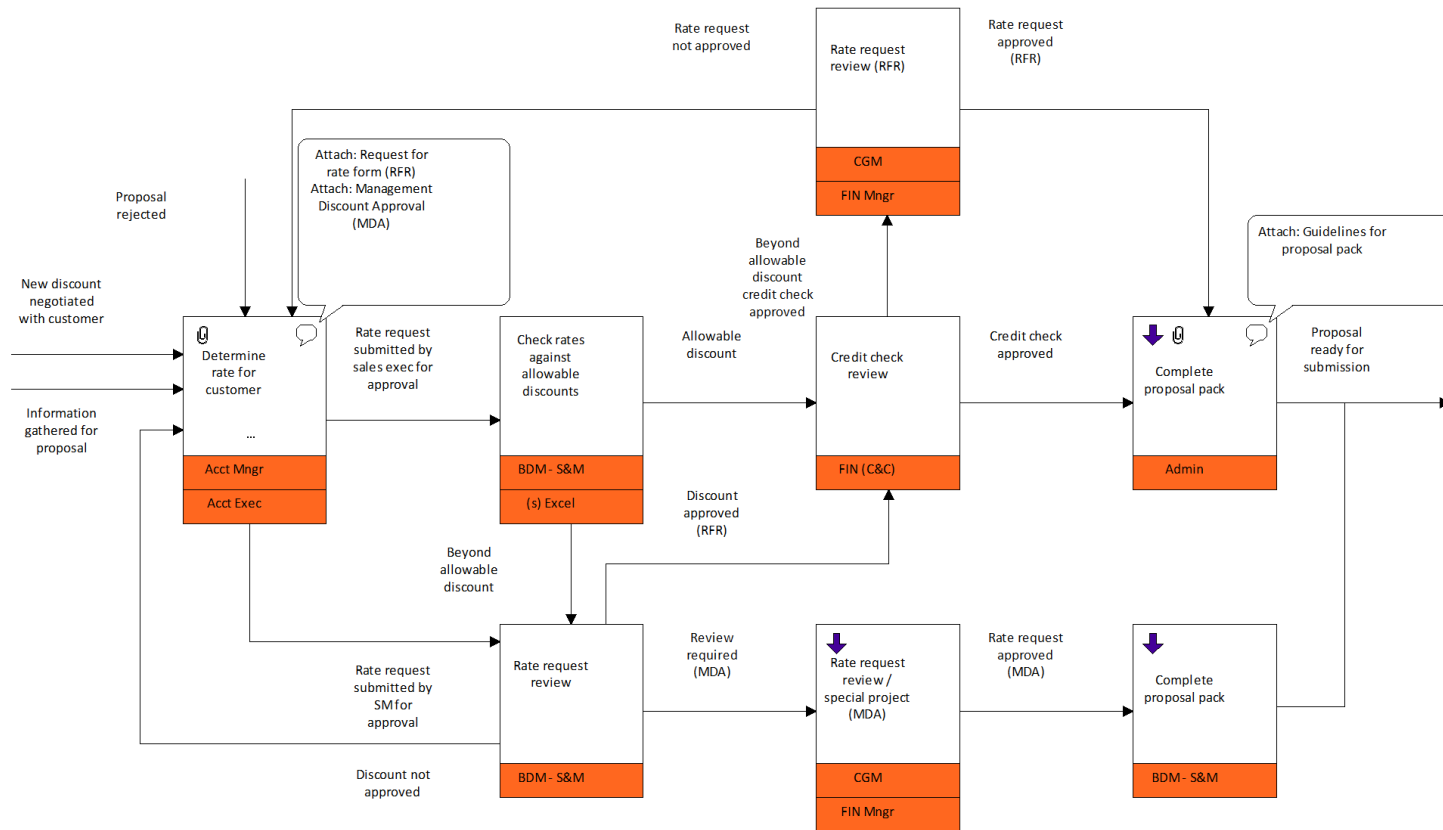 Rate request
not approved
Rate request
review (RFR)
CGM
FIN Mngr
Rate request
approved
(RFR)
Attach: Request for
rate form (RFR)
Attach: Management
Discount Approval
(MDA)
Proposal
rejected
New discount
negotiated
with customer
Information
gathered for
proposal
Determine
rate for
customer
...
Acct Mngr
Acct Exec
Rate request
submitted by
sales exec for
approval
Check rates
against
allowable
discounts
BDM - S&M
(s) Excel
Allowable
discount
Beyond
allowable
discount
credit check
approved
Credit check
review
FIN (C&C)
Credit check
approved
Attach: Guidelines for
proposal pack
Complete
proposal pack
Admin
Proposal
ready for
submission
Beyond
allowable
discount
Discount
approved
(RFR)
Rate request
submitted by
SM for
approval
Discount not
approved
Rate request
review
BDM - S&M
Review
required
(MDA)
Rate request
review /
special project
(MDA)
CGM
FIN Mngr
Rate request
approved
(MDA)
Complete
proposal pack
BDM - S&M